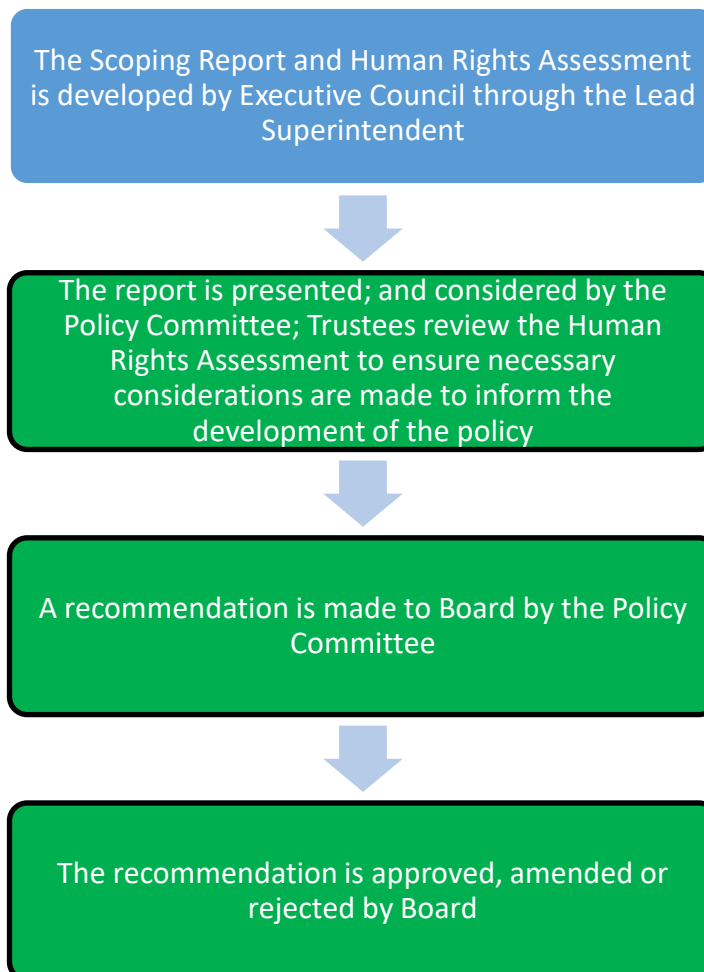 The Scoping Report and Human Rights Assessment
is developed by Executive Council through the Lead
Superintendent
The report is presented; and considered by the
Policy Committee; Trustees review the Human
Rights Assessment to ensure necessary
considerations are made to inform the
development of the policy
A recommendation is made to Board by the Policy
Committee
The recommendation is approved, amended or
rejected by Board